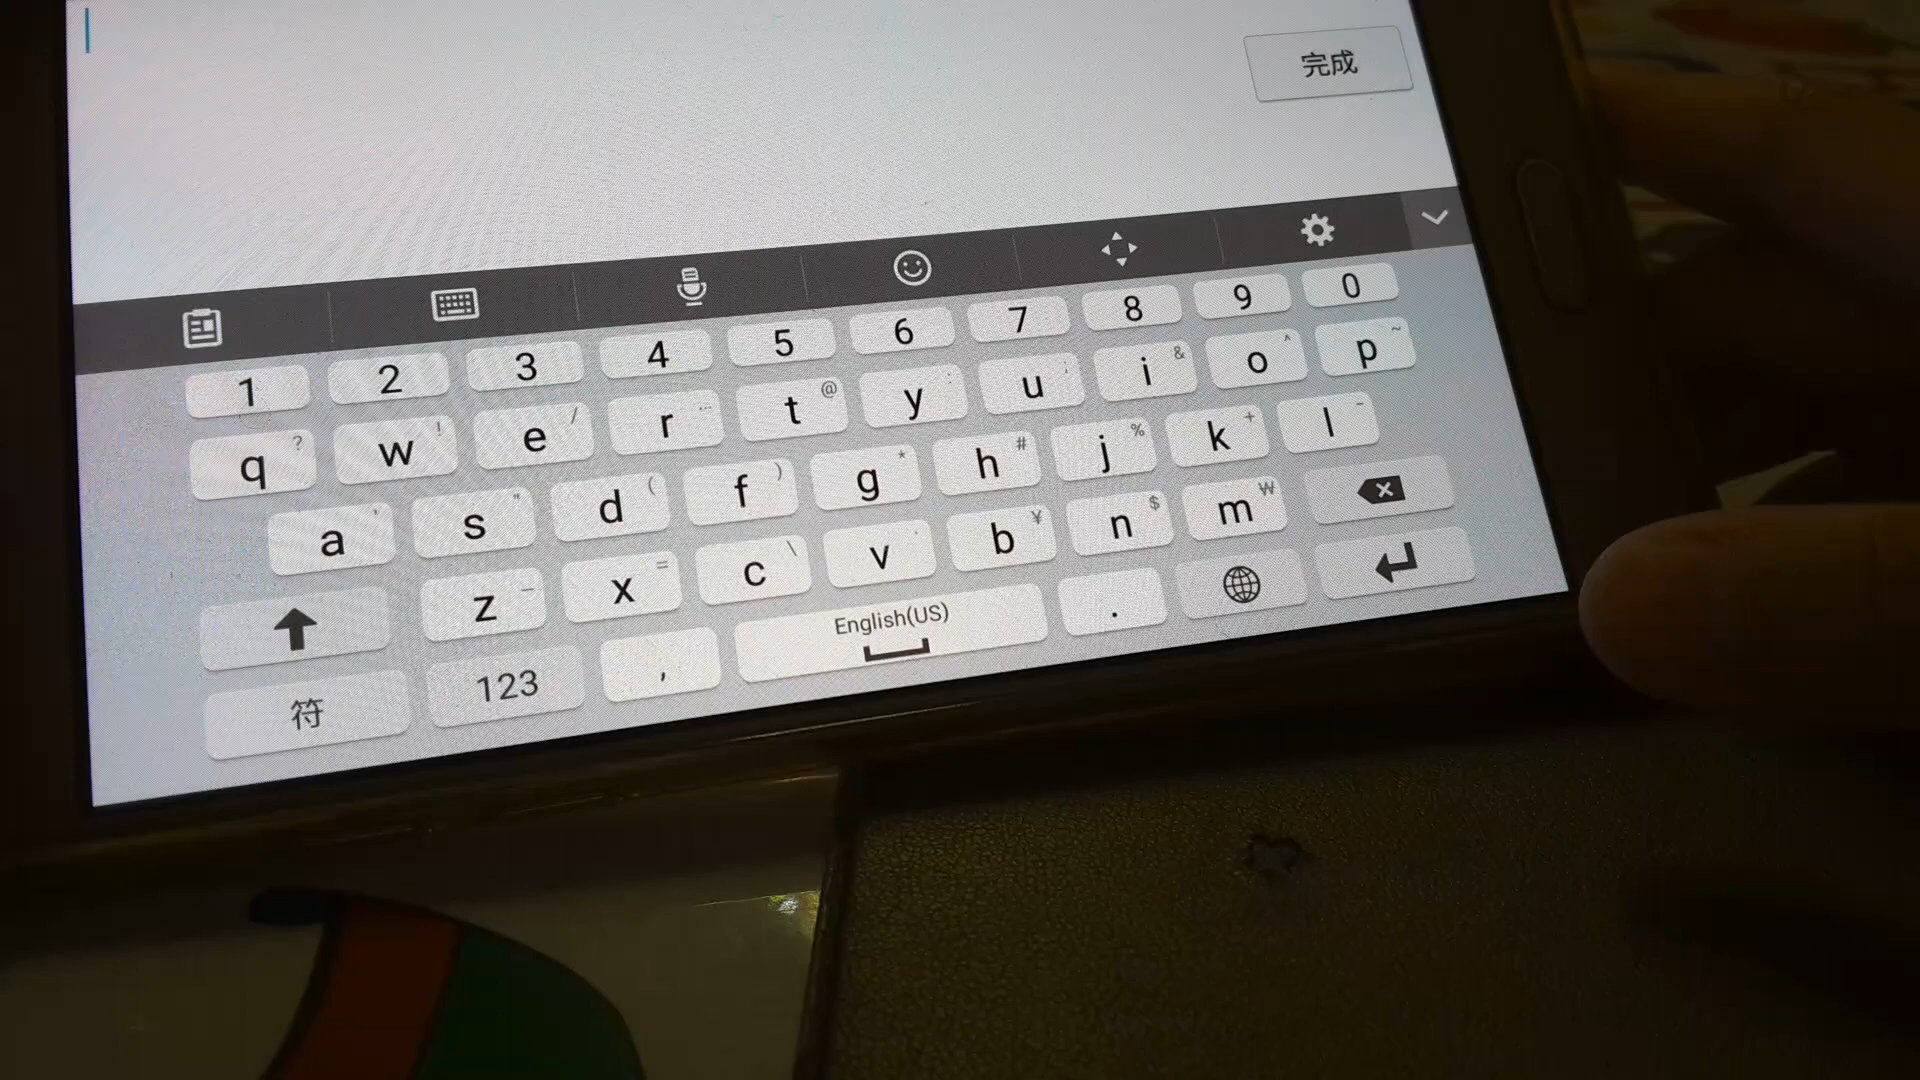 完成
1 2 3 4 5 6 7 8 9 0
q ? w ! e / r ... t @ y : u ; i & o ^ p ~
a ' s " d ( f ) g * h # j % k + l -
z _ x = c \ v b ¥ n $ m ₩
符 123 , English(US) .